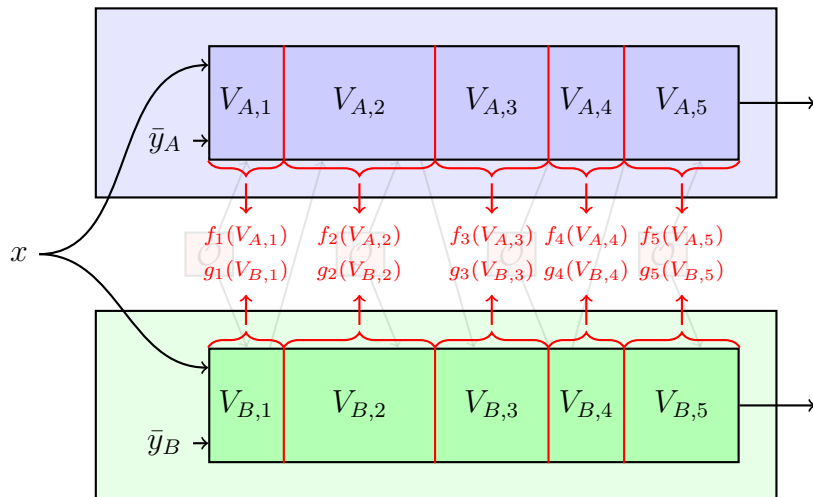 V_{A,1} V_{A,2} V_{A,3} V_{A,4} V_{A,5}
ȳ_A
f_1(V_{A,1}) f_2(V_{A,2}) f_3(V_{A,3}) f_4(V_{A,4}) f_5(V_{A,5})
x
g_1(V_{B,1}) g_2(V_{B,2}) g_3(V_{B,3}) g_4(V_{B,4}) g_5(V_{B,5})
V_{B,1} V_{B,2} V_{B,3} V_{B,4} V_{B,5}
ȳ_B